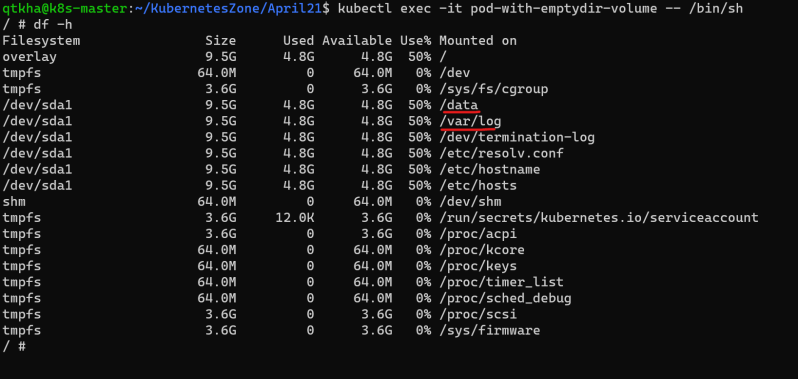 qtkha@k8s-master:~/KubernetesZone/April21$ kubectl exec -it pod-with-emptydir-volume -- /bin/sh
/ # df -h
Filesystem                Size      Used Available Use% Mounted on
overlay                   9.5G      4.8G      4.8G  50% /
tmpfs                    64.0M         0     64.0M   0% /dev
tmpfs                     3.6G         0      3.6G   0% /sys/fs/cgroup
/dev/sda1                 9.5G      4.8G      4.8G  50% /data
/dev/sda1                 9.5G      4.8G      4.8G  50% /var/log
/dev/sda1                 9.5G      4.8G      4.8G  50% /dev/termination-log
/dev/sda1                 9.5G      4.8G      4.8G  50% /etc/resolv.conf
/dev/sda1                 9.5G      4.8G      4.8G  50% /etc/hostname
/dev/sda1                 9.5G      4.8G      4.8G  50% /etc/hosts
shm                      64.0M         0     64.0M   0% /dev/shm
tmpfs                     3.6G     12.0K      3.6G   0% /run/secrets/kubernetes.io/serviceaccount
tmpfs                     3.6G         0      3.6G   0% /proc/acpi
tmpfs                    64.0M         0     64.0M   0% /proc/kcore
tmpfs                    64.0M         0     64.0M   0% /proc/keys
tmpfs                    64.0M         0     64.0M   0% /proc/timer_list
tmpfs                    64.0M         0     64.0M   0% /proc/sched_debug
tmpfs                     3.6G         0      3.6G   0% /proc/scsi
tmpfs                     3.6G         0      3.6G   0% /sys/firmware
/ #